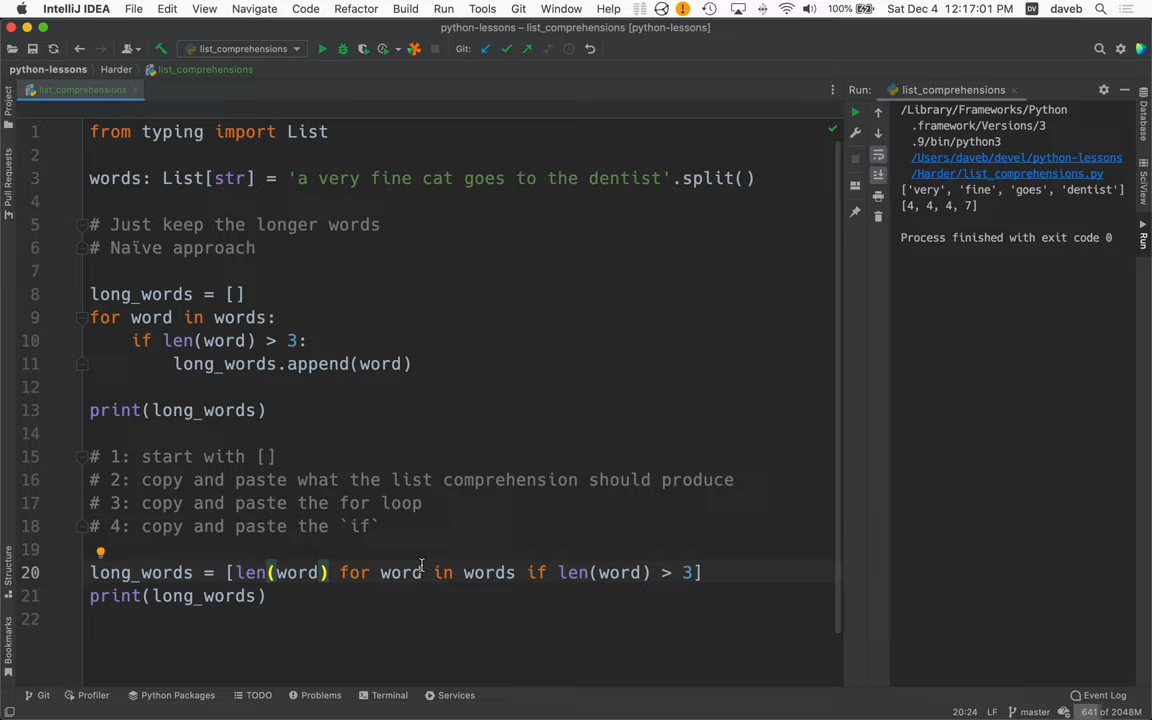 IntelliJ IDEA File Edit View Navigate Code Refactor Build Run Tools Git Window Help 100% Sat Dec 4 12:17:01 PM daveb
python-lessons – list_comprehensions [python-lessons]
list_comprehensions Git:
python-lessons Harder list_comprehensions
list_comprehensions Run: list_comprehensions
1 from typing import List
2
3 words: List[str] = 'a very fine cat goes to the dentist'.split()
4
5 # Just keep the longer words
6 # Naïve approach
7
8 long_words = []
9 for word in words:
10 if len(word) > 3:
11 long_words.append(word)
12
13 print(long_words)
14
15 # 1: start with []
16 # 2: copy and paste what the list comprehension should produce
17 # 3: copy and paste the for loop
18 # 4: copy and paste the `if`
19
20 long_words = [len(word) for word in words if len(word) > 3]
21 print(long_words)
22
/Library/Frameworks/Python
.framework/Versions/3
.9/bin/python3
/Users/daveb/devel/python-lessons
/Harder/list_comprehensions.py
['very', 'fine', 'goes', 'dentist']
[4, 4, 4, 7]
Process finished with exit code 0
Project
Pull Requests
Structure
Bookmarks
Database
SciView
Run
Git Profiler Python Packages TODO Problems Terminal Services Event Log
20:24 LF master 641 of 2048M